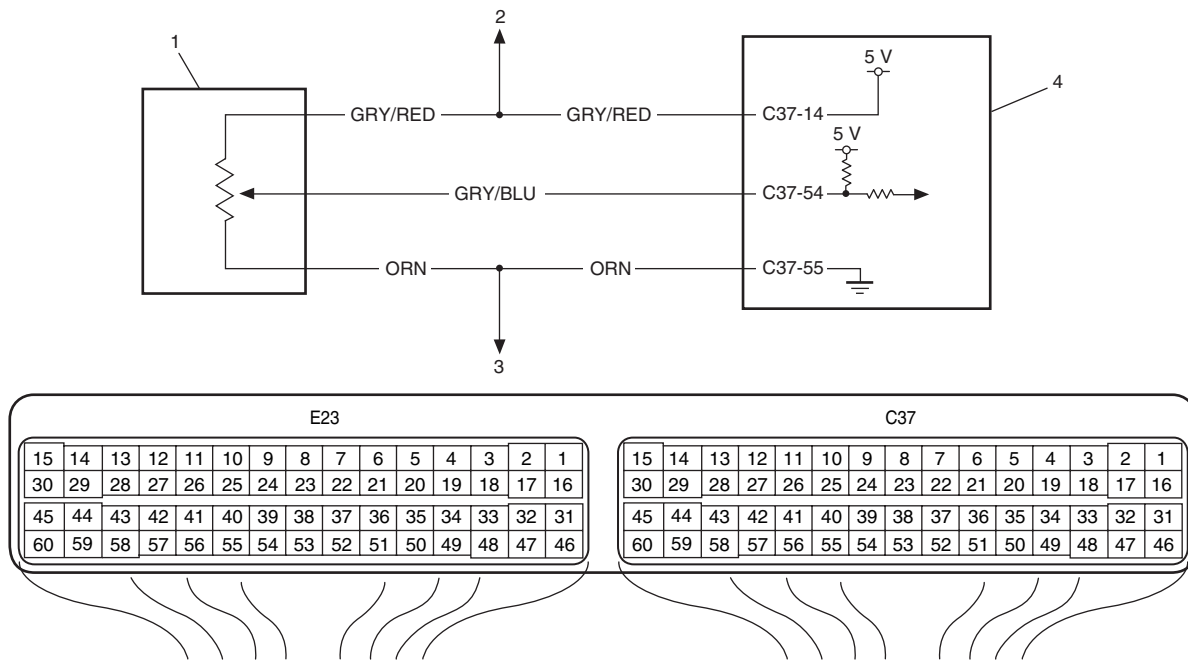 2
1
5 V
4
GRY/RED GRY/RED C37-14
5 V
GRY/BLU C37-54
ORN ORN C37-55
3
E23 C37
15 14 13 12 11 10 9 8 7 6 5 4 3 2 1 15 14 13 12 11 10 9 8 7 6 5 4 3 2 1
30 29 28 27 26 25 24 23 22 21 20 19 18 17 16 30 29 28 27 26 25 24 23 22 21 20 19 18 17 16
45 44 43 42 41 40 39 38 37 36 35 34 33 32 31 45 44 43 42 41 40 39 38 37 36 35 34 33 32 31
60 59 58 57 56 55 54 53 52 51 50 49 48 47 46 60 59 58 57 56 55 54 53 52 51 50 49 48 47 46